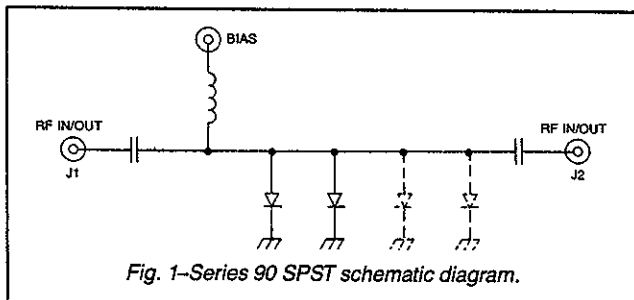 BIAS
RF IN/OUT
J1
RF IN/OUT
J2
Fig. 1–Series 90 SPST schematic diagram.